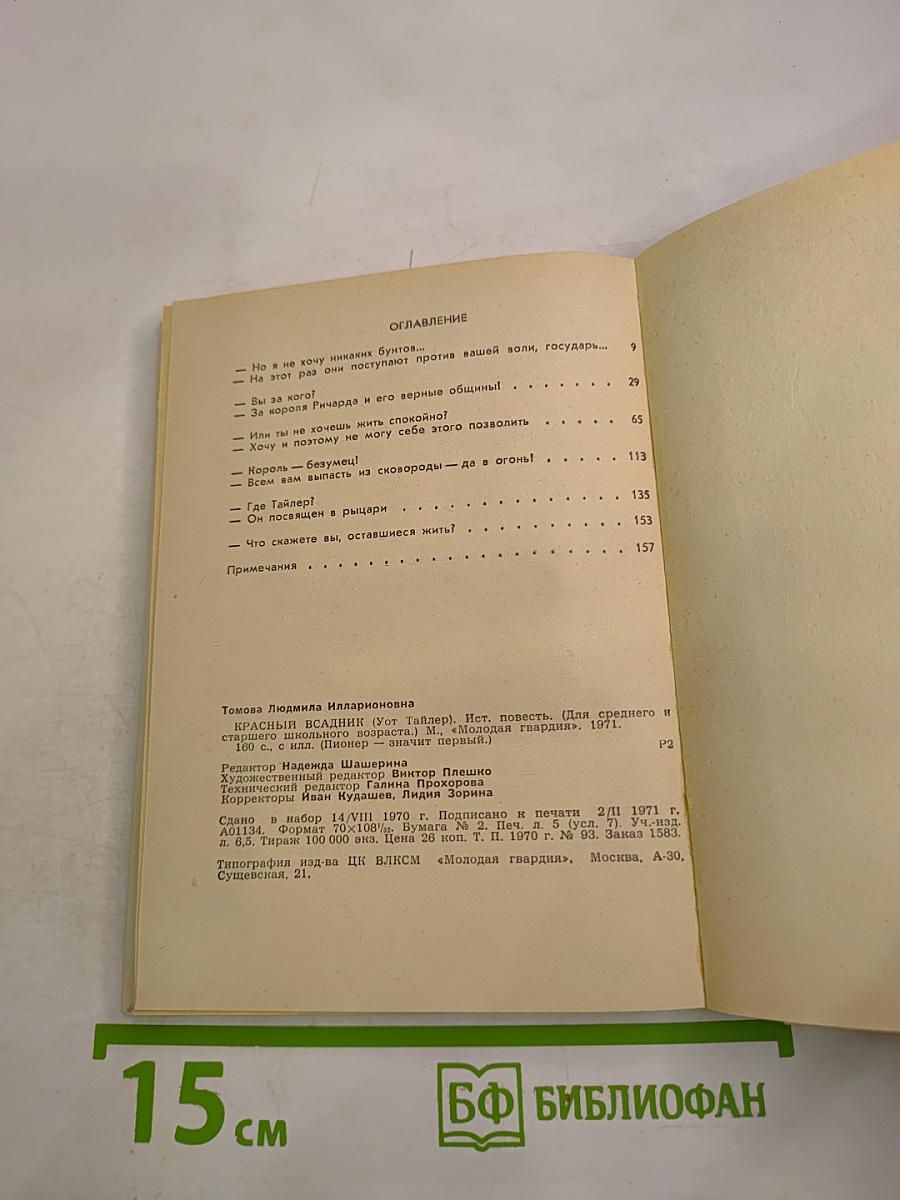 ОГЛАВЛЕНИЕ
— Но я не хочу никаких бунтов...
— На этот раз они поступают против вашей воли, государь... 9
— Вы за кого?
— За короля Ричарда и его верные общины! . . . . . . . 29
— Или ты не хочешь жить спокойно?
— Хочу и поэтому не могу себе этого позволить . . . . . 65
— Король — безумец!
— Всем вам выпасть из сковороды — да в огонь! . . . . . 113
— Где Тайлер?
— Он посвящен в рыцари . . . . . . . . . . . . . . 135
— Что скажете вы, оставшиеся жить? . . . . . . . . . . 153
Примечания . . . . . . . . . . . . . . . . . . . . 157
Томова Людмила Илларионовна
КРАСНЫЙ ВСАДНИК (Уот Тайлер). Ист. повесть. (Для среднего и
старшего школьного возраста.) М., «Молодая гвардия». 1971.
160 с., с илл. (Пионер — значит первый.)
Р2
Редактор Надежда Шашерина
Художественный редактор Виктор Плешко
Технический редактор Галина Прохорова
Корректоры Иван Кудашев, Лидия Зорина
Сдано в набор 14/VIII 1970 г. Подписано к печати 2/II 1971 г.
А01134. Формат 70×108¹/₃₂. Бумага № 2. Печ. л. 5 (усл. 7). Уч.-изд.
л. 6,5. Тираж 100 000 экз. Цена 26 коп. Т. П. 1970 г. № 93. Заказ 1583.
Типография изд-ва ЦК ВЛКСМ «Молодая гвардия». Москва, А-30,
Сущевская, 21.
15 см
БФ БИБЛИОФАН